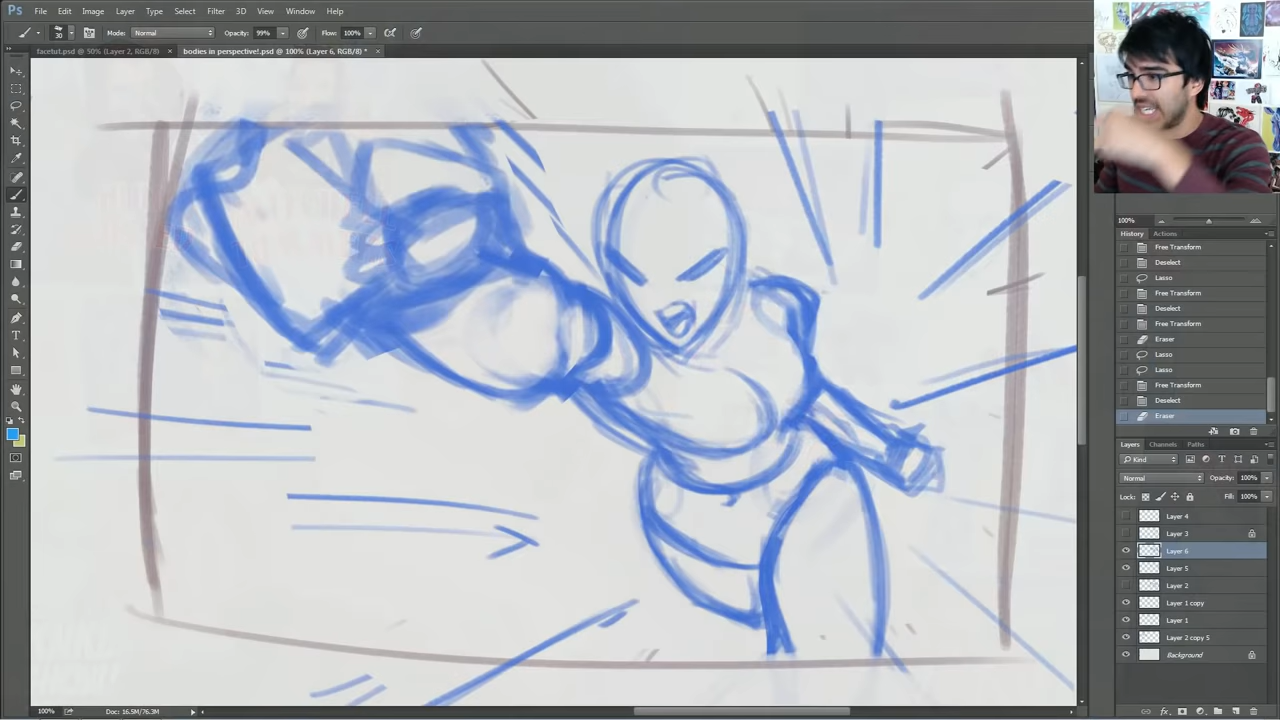 Ps File Edit Image Layer Type Select Filter 3D View Window Help
30 Mode: Normal Opacity: 99% Flow: 100%
facetut.psd @ 50% (Layer 2, RGB/8) × bodies in perspective!.psd @ 100% (Layer 6, RGB/8) * ×
100%
History Actions
Free Transform
Deselect
Lasso
Free Transform
Deselect
Free Transform
Eraser
Lasso
Lasso
Free Transform
Deselect
Eraser
Layers Channels Paths
Kind
Normal Opacity: 100%
Lock: Fill: 100%
Layer 4
Layer 3
Layer 6
Layer 5
Layer 2
Layer 1 copy
Layer 1
Layer 2 copy 5
Background
100% Doc: 16.5M/76.3M